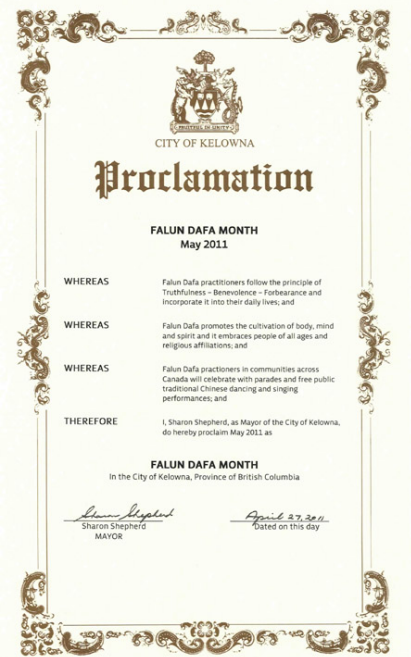 FRUITFUL IN UNITY
CITY OF KELOWNA
Proclamation
FALUN DAFA MONTH
May 2011
WHEREAS Falun Dafa practitioners follow the principle of
Truthfulness – Benevolence – Forbearance and
incorporate it into their daily lives; and
WHEREAS Falun Dafa promotes the cultivation of body, mind
and spirit and it embraces people of all ages and
religious affiliations; and
WHEREAS Falun Dafa practioners in communities across
Canada will celebrate with parades and free public
traditional Chinese dancing and singing
performances; and
THEREFORE I, Sharon Shepherd, as Mayor of the City of Kelowna,
do hereby proclaim May 2011 as
FALUN DAFA MONTH
In the City of Kelowna, Province of British Columbia
Sharon Shepherd April 27, 2011
Sharon Shepherd Dated on this day
MAYOR